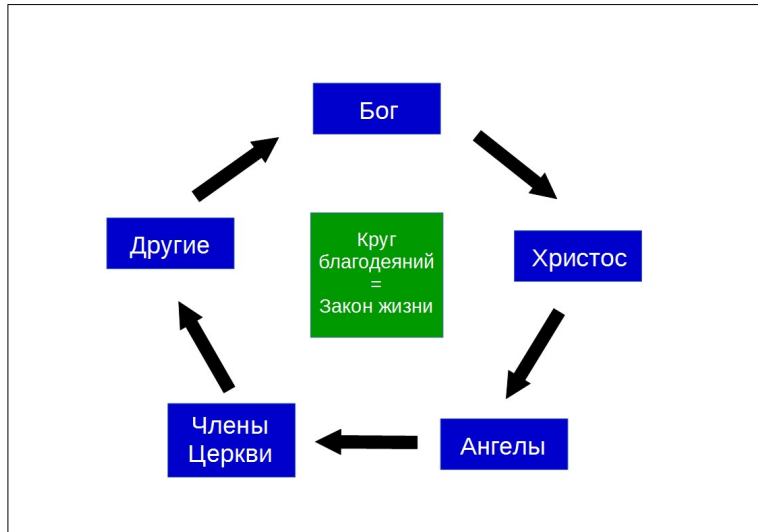 Бог
Христос
Ангелы
Члены
Церкви
Другие
Круг
благодеяний
=
Закон жизни